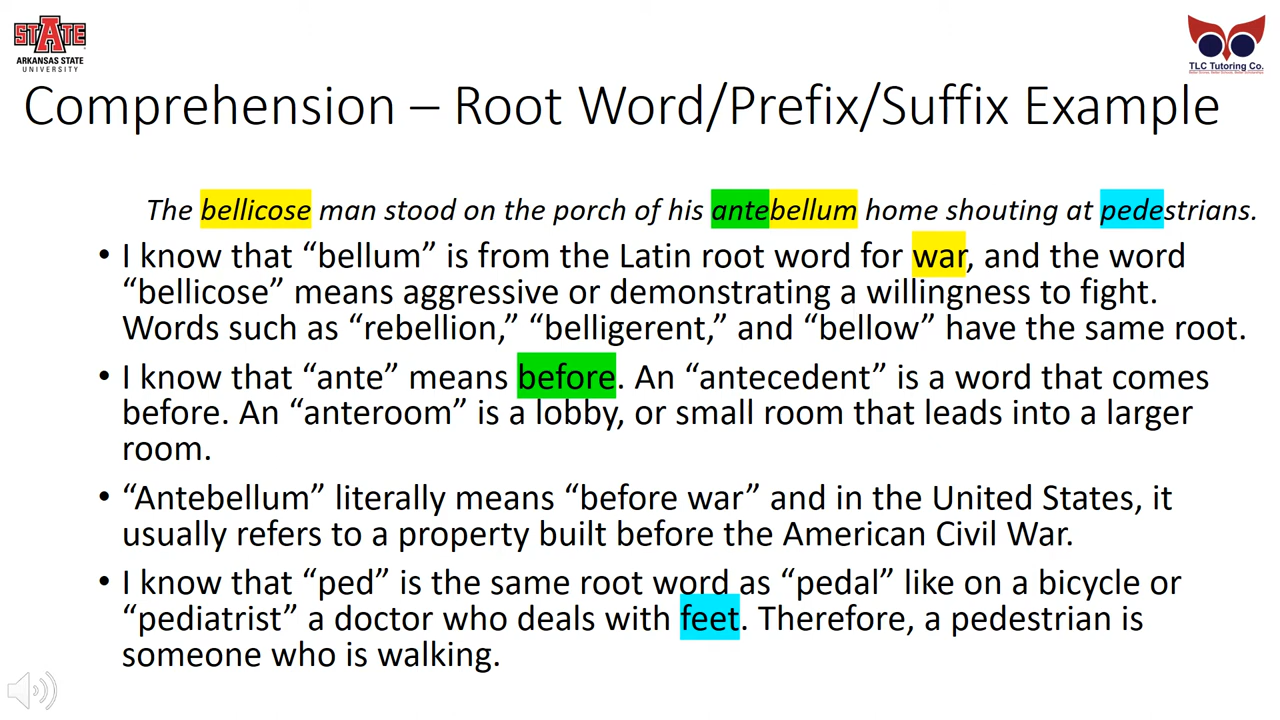 STATE
ARKANSAS STATE
UNIVERSITY
TLC Tutoring Co.
Comprehension – Root Word/Prefix/Suffix Example
The bellicose man stood on the porch of his antebellum home shouting at pedestrians.
• I know that “bellum” is from the Latin root word for war, and the word
“bellicose” means aggressive or demonstrating a willingness to fight.
Words such as “rebellion,” “belligerent,” and “bellow” have the same root.
• I know that “ante” means before. An “antecedent” is a word that comes
before. An “anteroom” is a lobby, or small room that leads into a larger
room.
• “Antebellum” literally means “before war” and in the United States, it
usually refers to a property built before the American Civil War.
• I know that “ped” is the same root word as “pedal” like on a bicycle or
“pediatrist” a doctor who deals with feet. Therefore, a pedestrian is
someone who is walking.